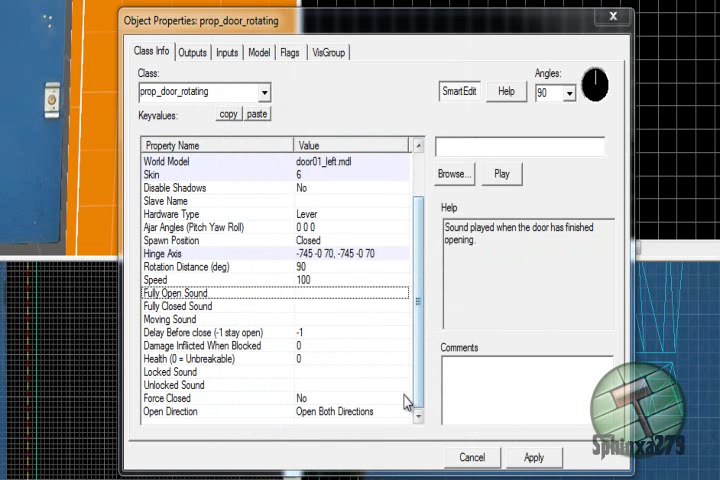 Object Properties: prop_door_rotating
X
Class Info Outputs Inputs Model Flags VisGroup
Class:
prop_door_rotating
SmartEdit Help
Angles:
90
Keyvalues: copy paste
Property Name Value
World Model door01_left.mdl
Skin 6
Disable Shadows No
Slave Name
Hardware Type Lever
Ajar Angles (Pitch Yaw Roll) 0 0 0
Spawn Position Closed
Hinge Axis -745 -0 70, -745 -0 70
Rotation Distance (deg) 90
Speed 100
Fully Open Sound
Fully Closed Sound
Moving Sound
Delay Before close (-1 stay open) -1
Damage Inflicted When Blocked 0
Health (0 = Unbreakable) 0
Locked Sound
Unlocked Sound
Force Closed No
Open Direction Open Both Directions
Browse... Play
Help
Sound played when the door has finished
opening.
Comments
Cancel Apply
T
Sphinxa279